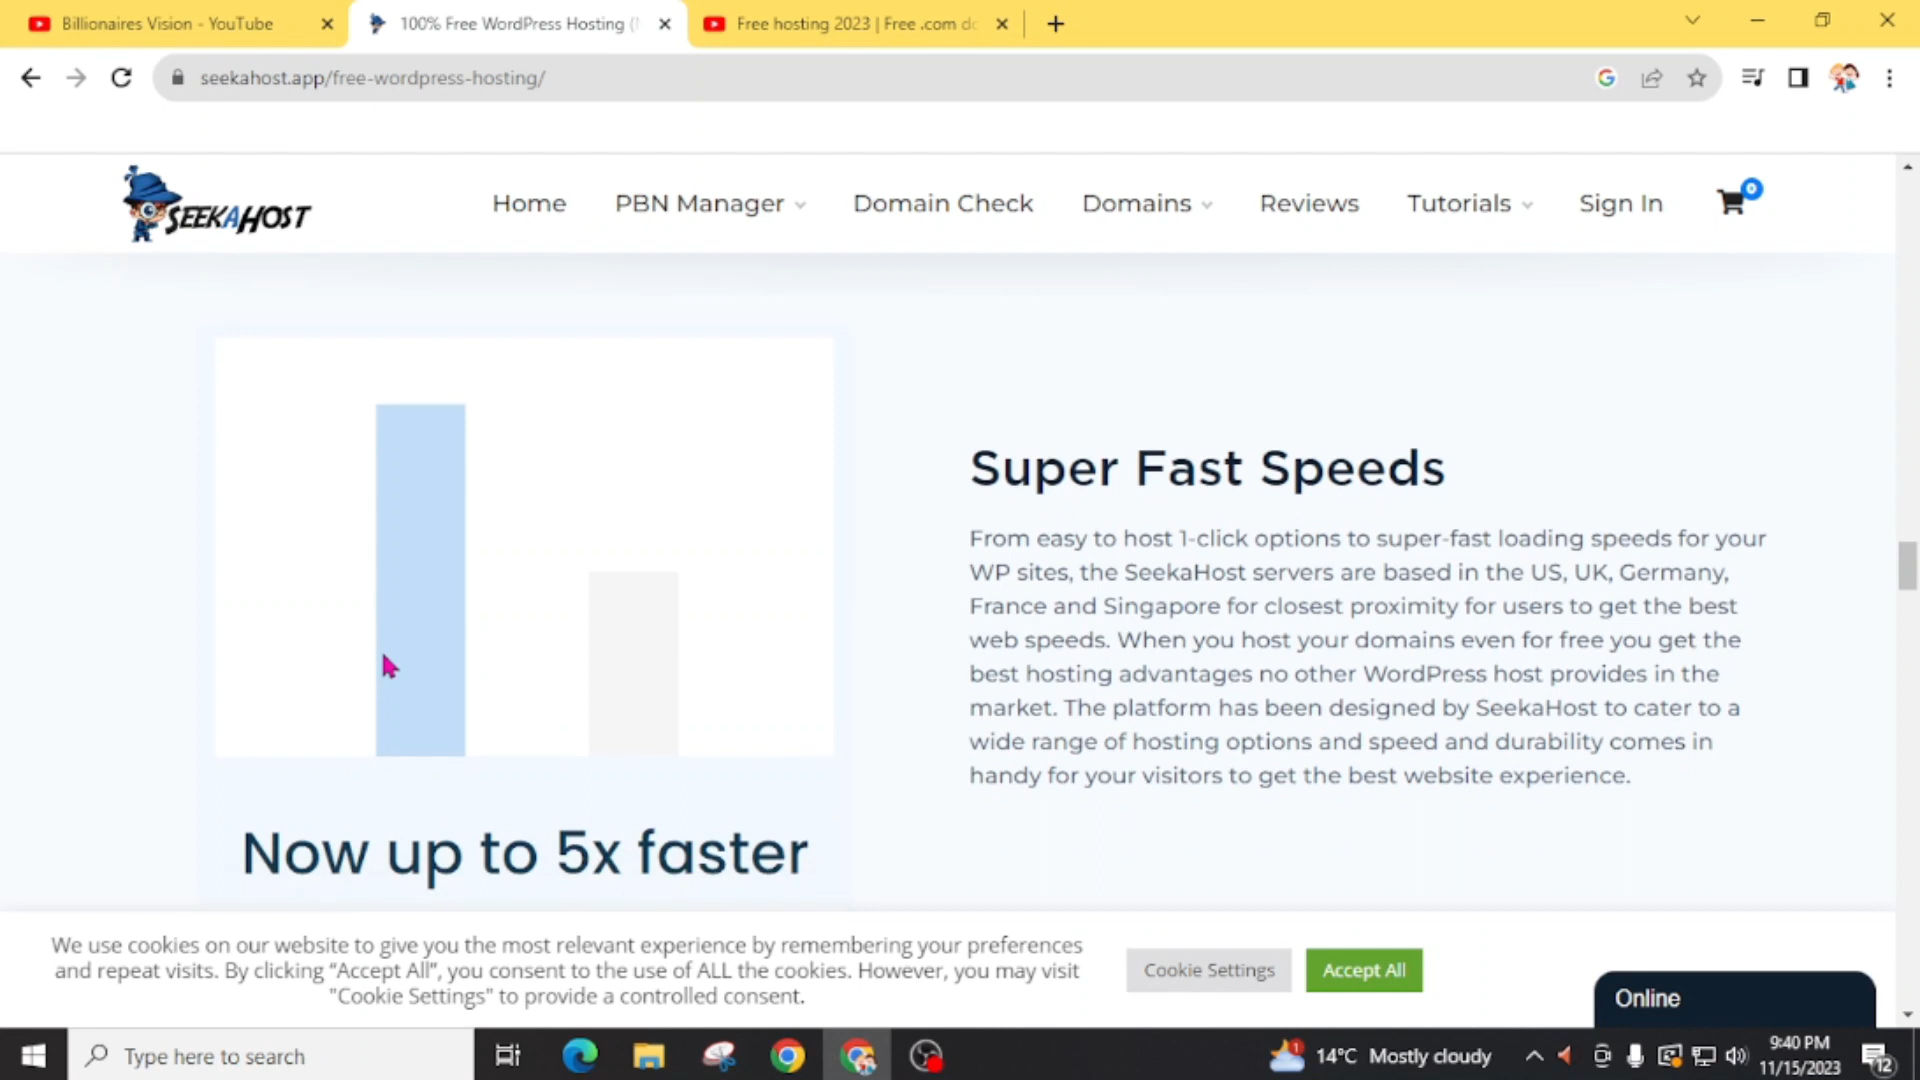 Billionaires Vision - YouTube
100% Free WordPress Hosting (
Free hosting 2023 | Free .com do
seekahost.app/free-wordpress-hosting/
SEEKAHOST
Home
PBN Manager
Domain Check
Domains
Reviews
Tutorials
Sign In
0
Super Fast Speeds
From easy to host 1-click options to super-fast loading speeds for your
WP sites, the SeekaHost servers are based in the US, UK, Germany,
France and Singapore for closest proximity for users to get the best
web speeds. When you host your domains even for free you get the
best hosting advantages no other WordPress host provides in the
market. The platform has been designed by SeekaHost to cater to a
wide range of hosting options and speed and durability comes in
handy for your visitors to get the best website experience.
Now up to 5x faster
We use cookies on our website to give you the most relevant experience by remembering your preferences
and repeat visits. By clicking “Accept All”, you consent to the use of ALL the cookies. However, you may visit
"Cookie Settings" to provide a controlled consent.
Cookie Settings
Accept All
Online
Type here to search
1
14°C Mostly cloudy
9:40 PM
11/15/2023
12